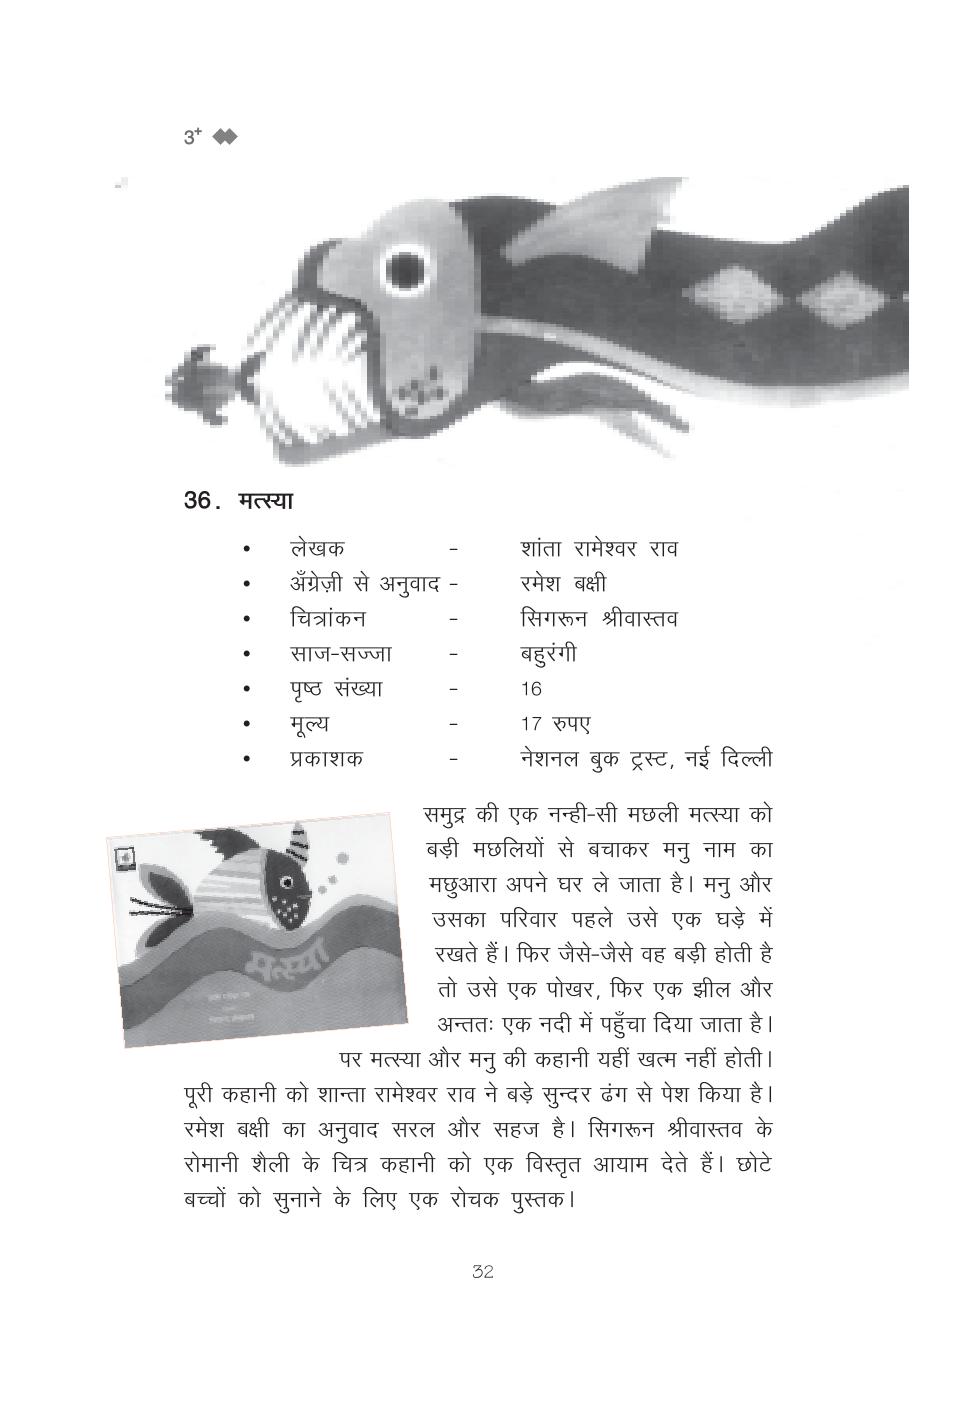 3+
36. मत्स्या
• लेखक - शांता रामेश्वर राव
• अँग्रेज़ी से अनुवाद - रमेश बक्षी
• चित्रांकन - सिगरून श्रीवास्तव
• साज-सज्जा - बहुरंगी
• पृष्ठ संख्या - 16
• मूल्य - 17 रुपए
• प्रकाशक - नेशनल बुक ट्रस्ट, नई दिल्ली
समुद्र की एक नन्ही-सी मछली मत्स्या को
बड़ी मछलियों से बचाकर मनु नाम का
मछुआरा अपने घर ले जाता है। मनु और
उसका परिवार पहले उसे एक घड़े में
रखते हैं। फिर जैसे-जैसे वह बड़ी होती है
तो उसे एक पोखर, फिर एक झील और
अन्ततः एक नदी में पहुँचा दिया जाता है।
पर मत्स्या और मनु की कहानी यहीं खत्म नहीं होती।
पूरी कहानी को शान्ता रामेश्वर राव ने बड़े सुन्दर ढंग से पेश किया है।
रमेश बक्षी का अनुवाद सरल और सहज है। सिगरून श्रीवास्तव के
रोमानी शैली के चित्र कहानी को एक विस्तृत आयाम देते हैं। छोटे
बच्चों को सुनाने के लिए एक रोचक पुस्तक।
मत्स्या
32